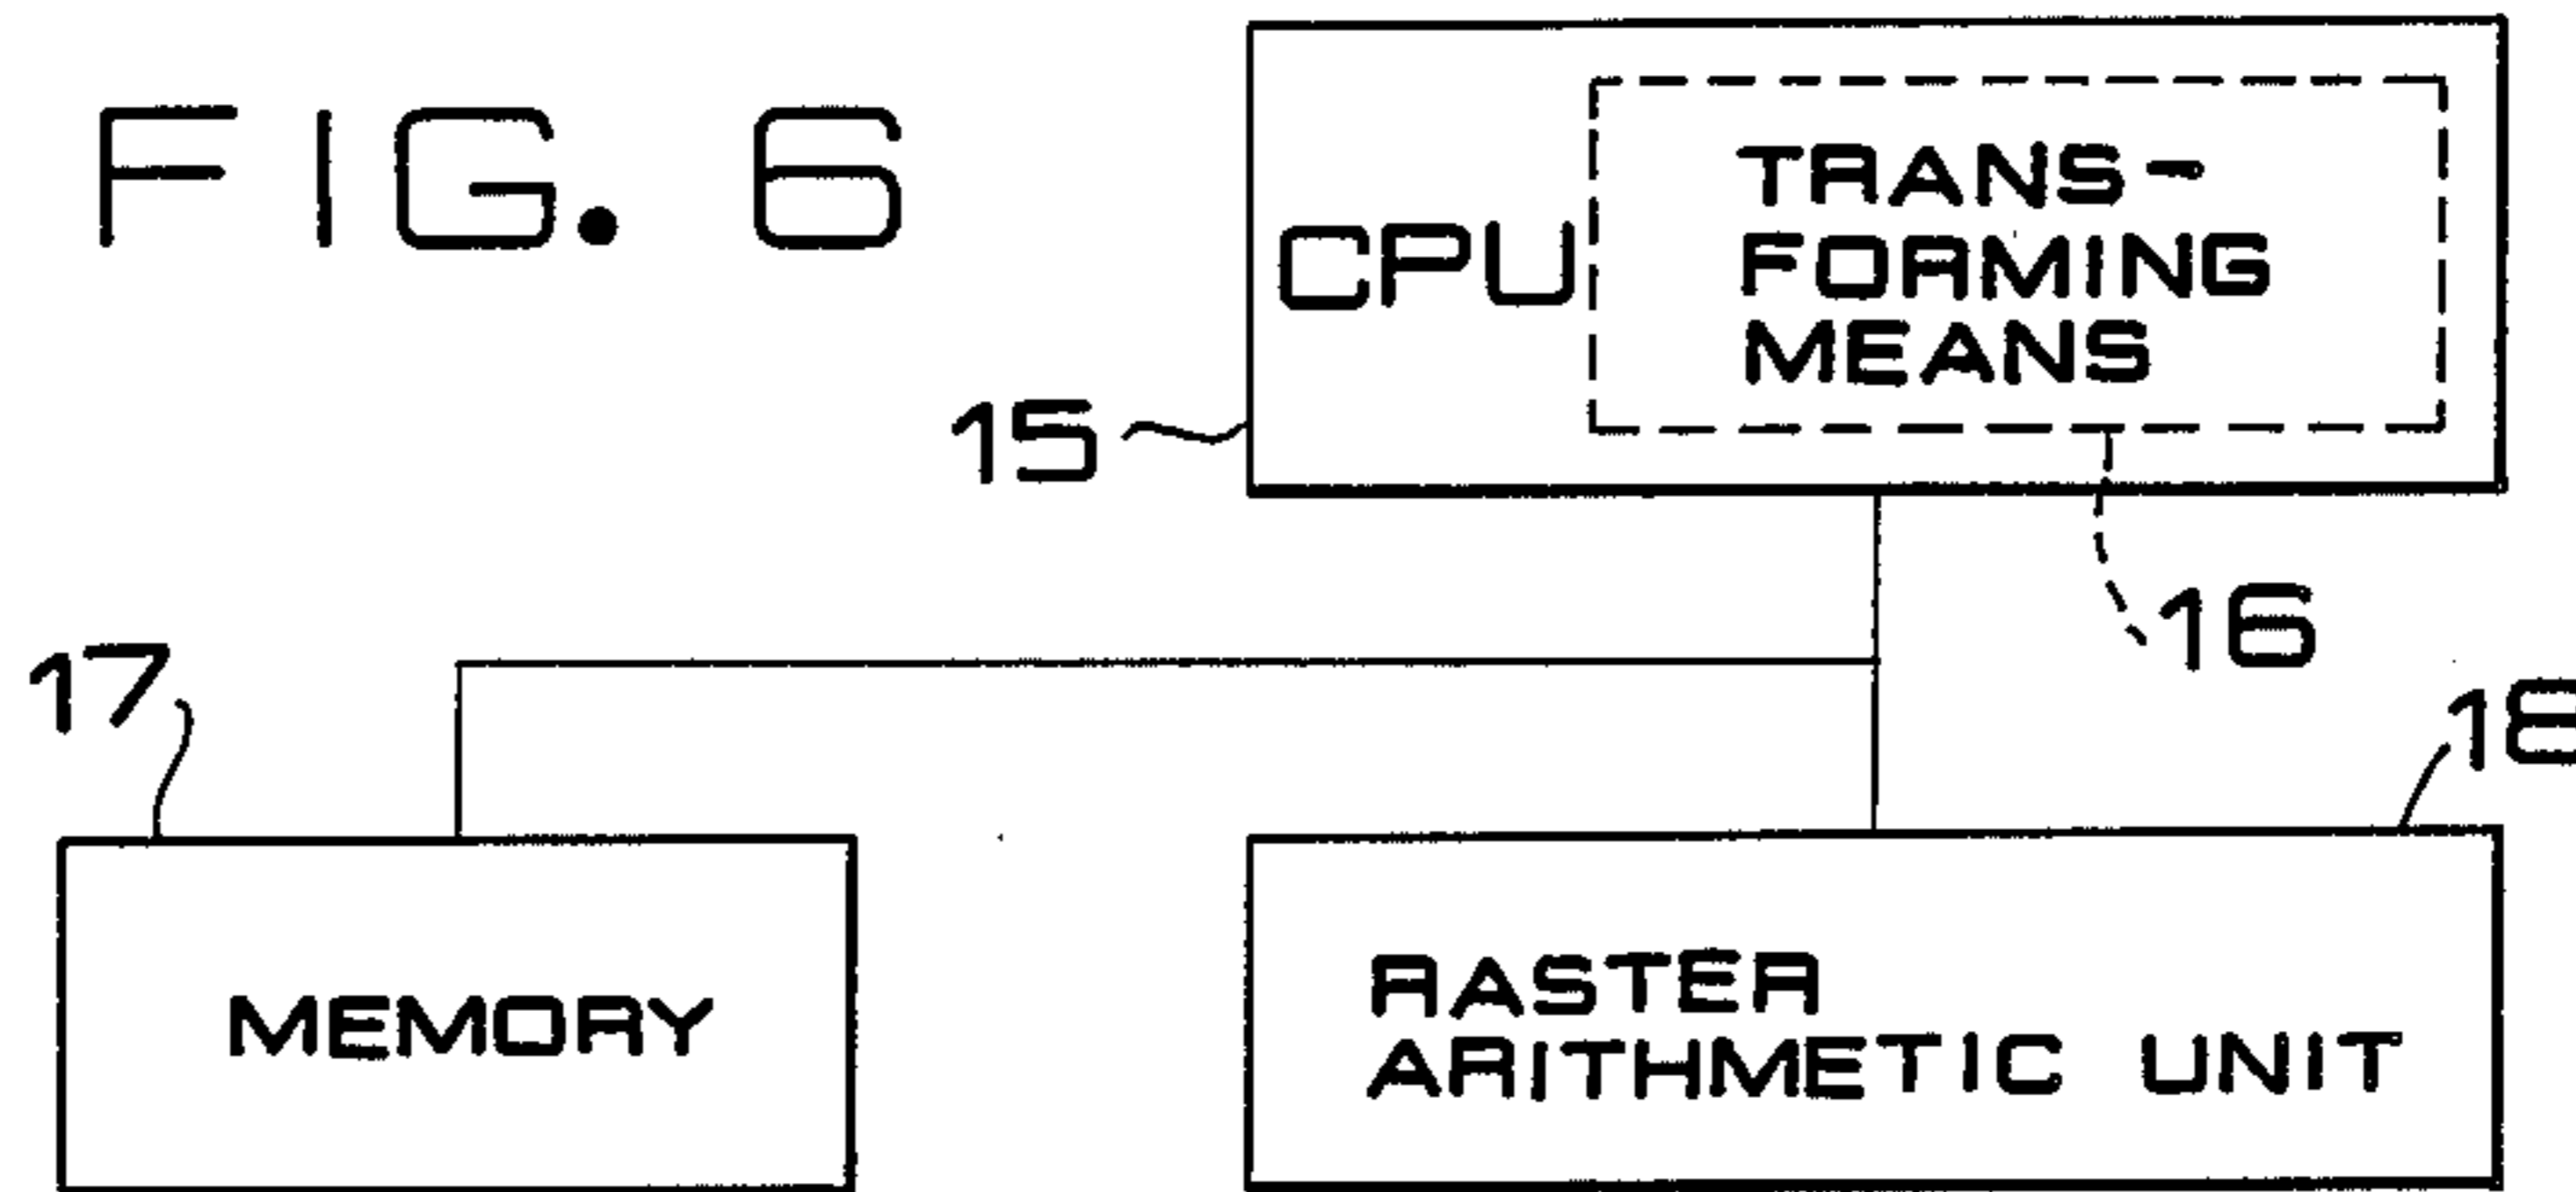 FIG. 6
CPU
TRANS-
FORMING
MEANS
15
16
17
18
MEMORY
RASTER
ARITHMETIC UNIT